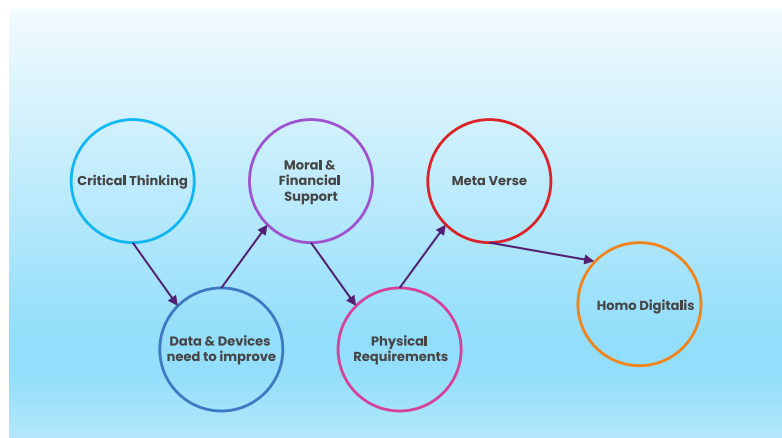 Critical Thinking
Data & Devices
need to improve
Moral &
Financial
Support
Physical
Requirements
Meta Verse
Homo Digitalis